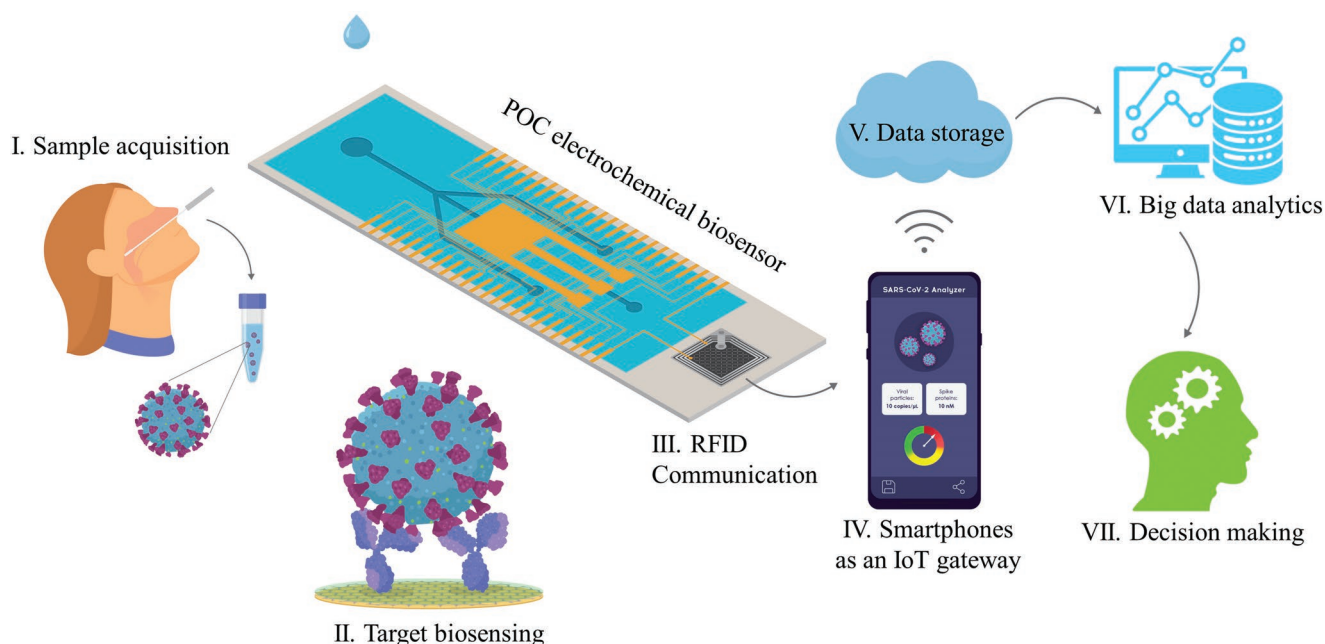 I. Sample acquisition
POC electrochemical biosensor
II. Target biosensing
III. RFID
Communication
SARS-CoV-2 Analyzer
Viral
particles:
10 copies/µL
Spike
proteins:
10 nM
IV. Smartphones
as an IoT gateway
V. Data storage
VI. Big data analytics
VII. Decision making